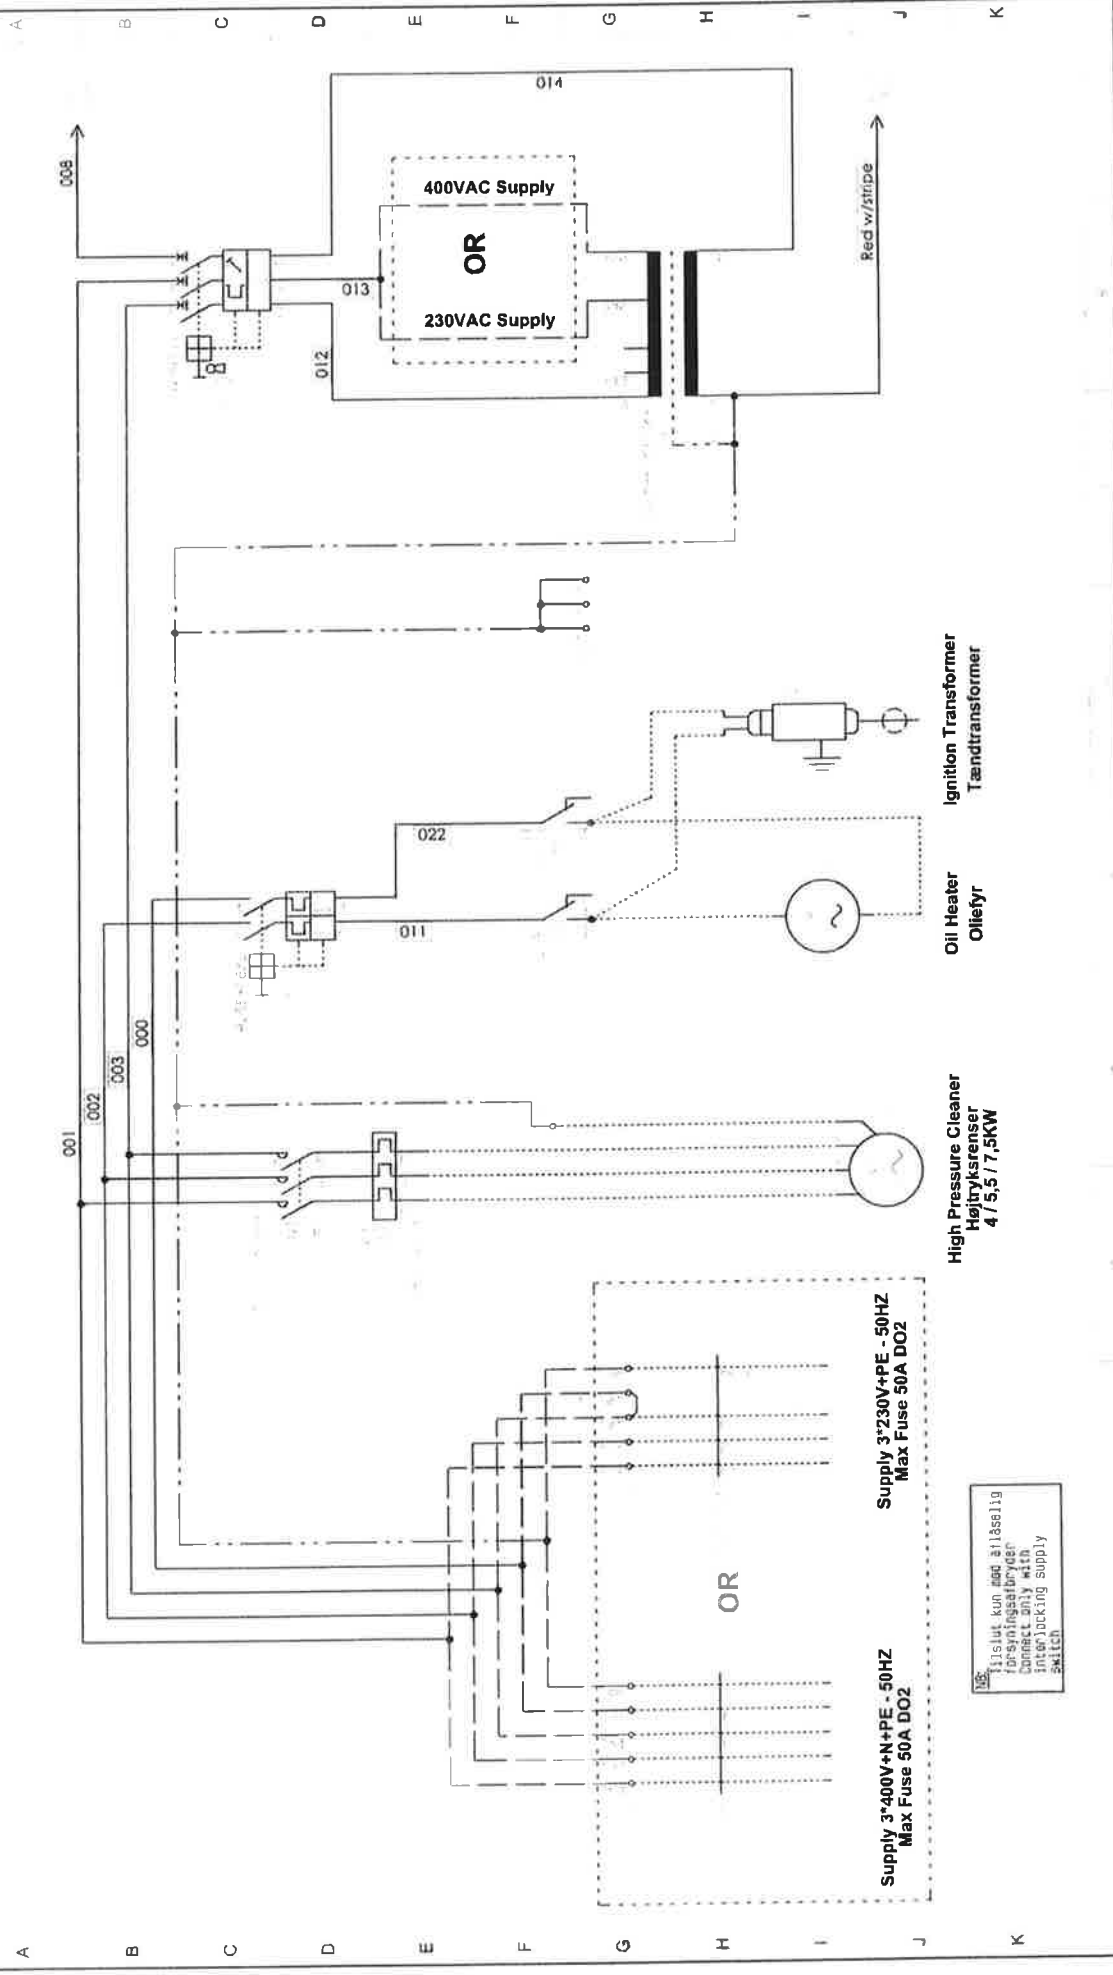 A
B
C
D
E
F
G
H
I
J
K
001
002
003
000
008
014
013
012
400VAC Supply
OR
230VAC Supply
Red w/stripe
022
011
Ignition Transformer
Tændtransformer
Oil Heater
Oliefyr
High Pressure Cleaner
Højtryksrenser
4 / 5,5 / 7,5KW
Supply 3*230V+PE - 50HZ
Max Fuse 50A DO2
OR
Supply 3*400V+N+PE - 50HZ
Max Fuse 50A DO2
NB:
Tilslut kun med aflåselig
forsyningsafbryder
Connect only with
interlocking supply
switch
A
B
C
D
E
F
G
H
I
J
K